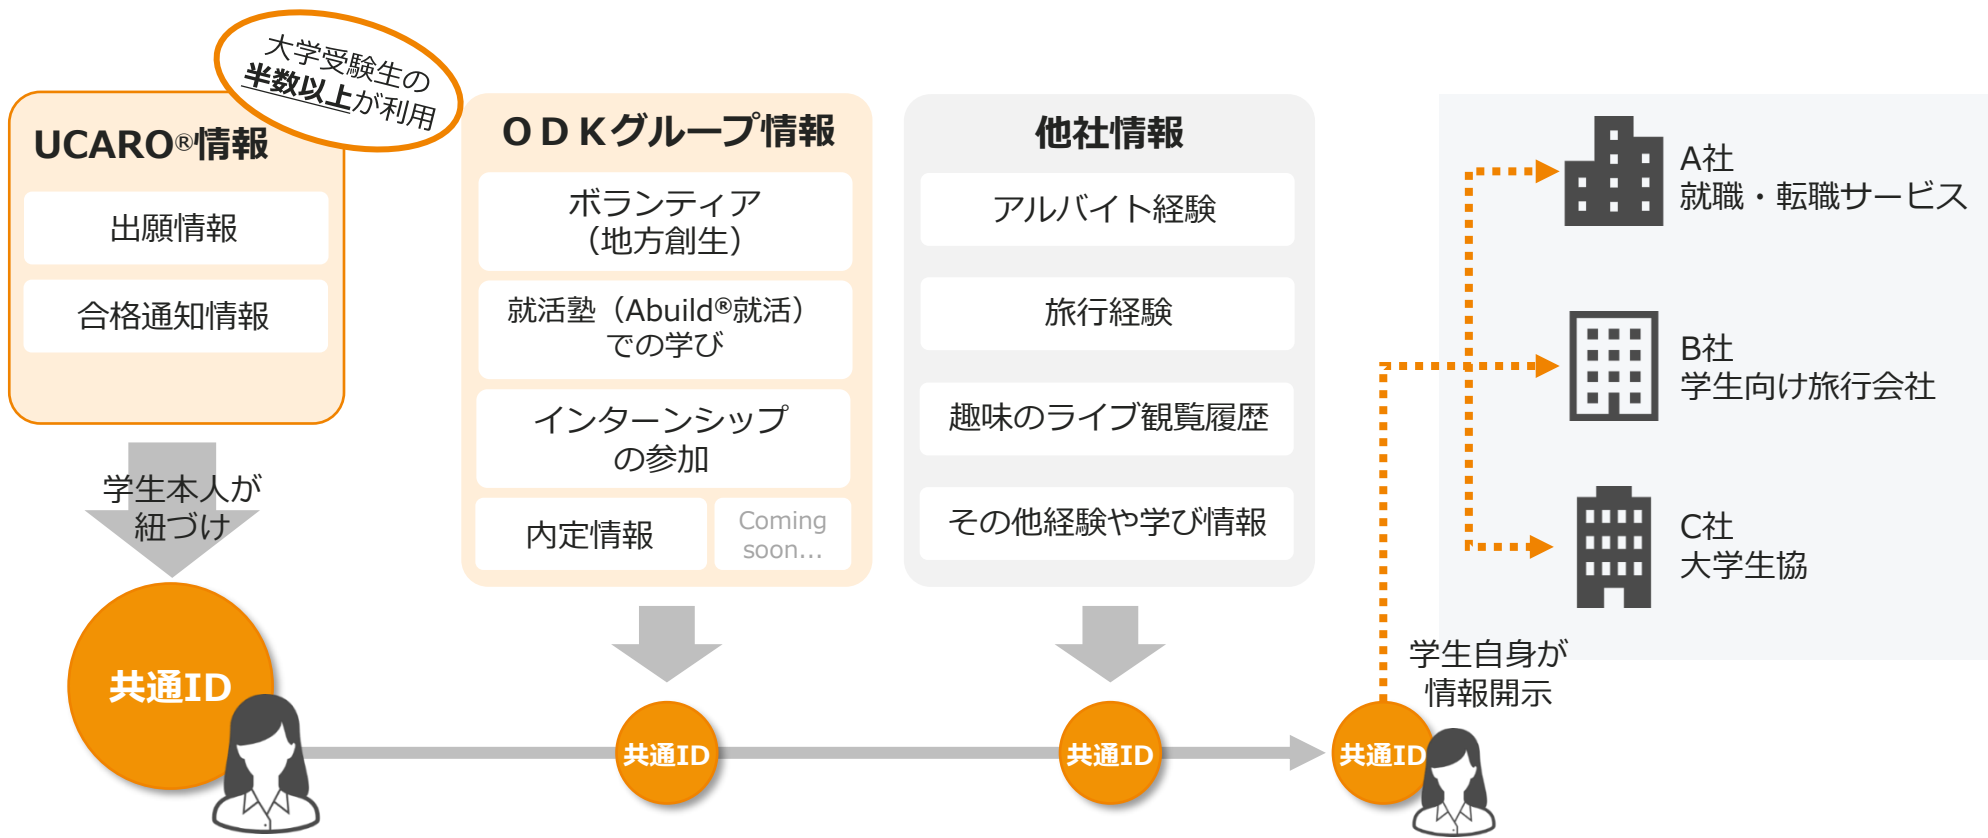 大学受験生の
半数以上が利用
UCARO®情報
出願情報
合格通知情報
学生本人が
紐づけ
共通ID
ＯＤＫグループ情報
ボランティア
（地方創生）
就活塾（Abuild®就活）
での学び
インターンシップ
の参加
内定情報
Coming
soon...
共通ID
他社情報
アルバイト経験
旅行経験
趣味のライブ観覧履歴
その他経験や学び情報
共通ID
共通ID
学生自身が
情報開示
A社
就職・転職サービス
B社
学生向け旅行会社
C社
大学生協